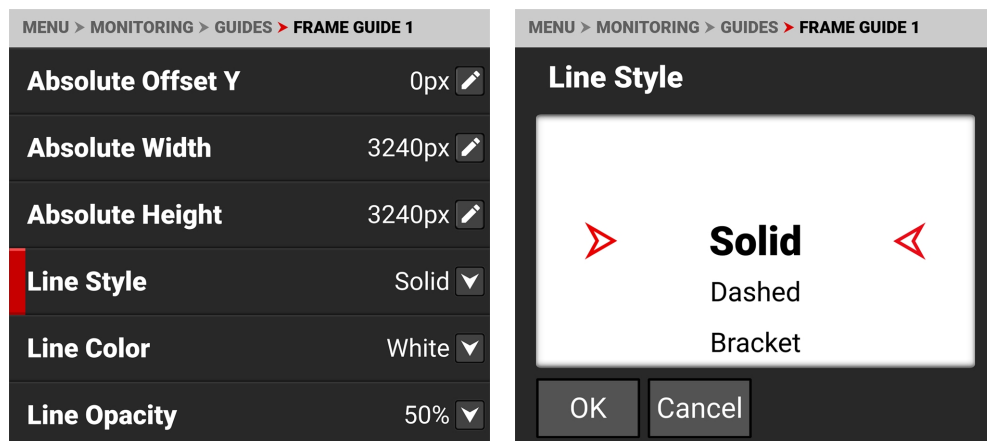 MENU > MONITORING > GUIDES > FRAME GUIDE 1
Absolute Offset Y 0px
Absolute Width 3240px
Absolute Height 3240px
Line Style Solid
Line Color White
Line Opacity 50%
MENU > MONITORING > GUIDES > FRAME GUIDE 1
Line Style
Solid
Dashed
Bracket
OK Cancel